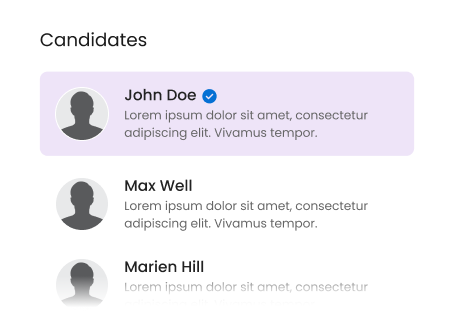 Candidates
John Doe
Lorem ipsum dolor sit amet, consectetur
adipiscing elit. Vivamus tempor.
Max Well
Lorem ipsum dolor sit amet, consectetur
adipiscing elit. Vivamus tempor.
Marien Hill
Lorem ipsum dolor sit amet, consectetur